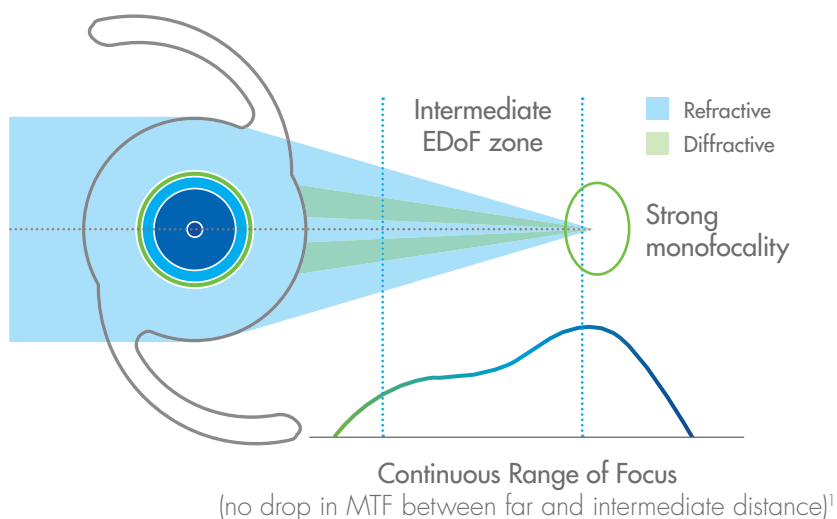 Intermediate
EDoF zone
Refractive
Diffractive
Strong
monofocality
Continuous Range of Focus
(no drop in MTF between far and intermediate distance)¹